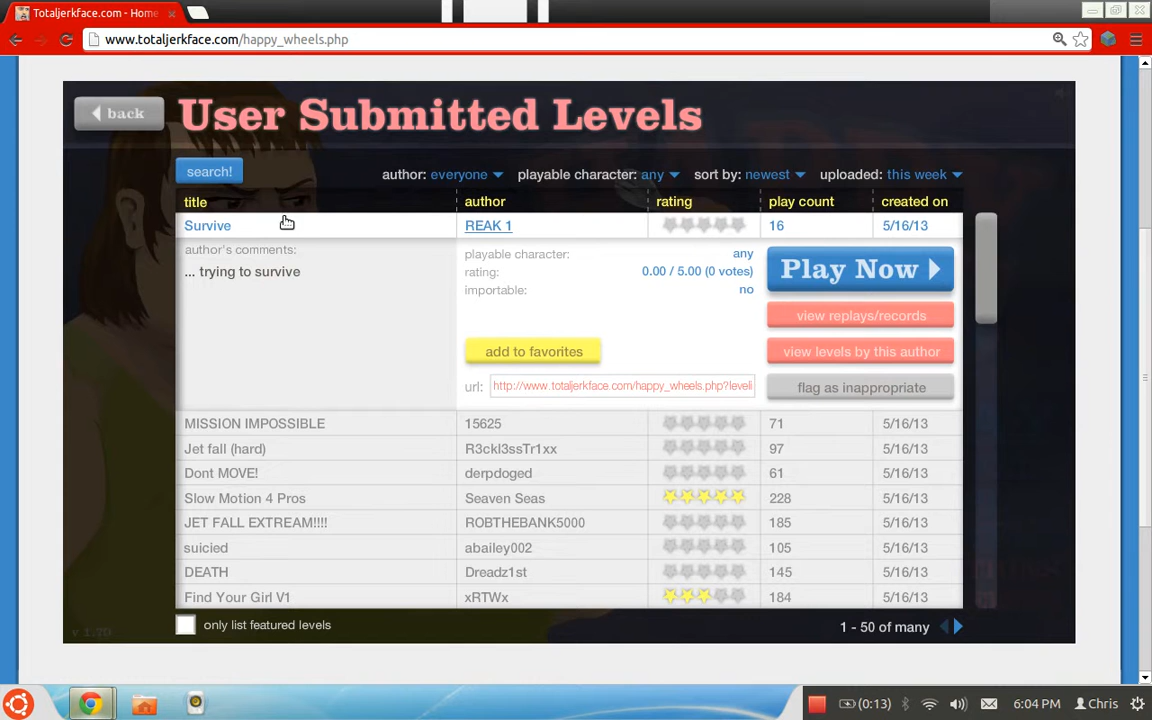 Totaljerkface.com - Home
www.totaljerkface.com/happy_wheels.php
back
User Submitted Levels
search!
author: everyone playable character: any sort by: newest uploaded: this week
title author rating play count created on
Survive REAK 1 16 5/16/13
author's comments:
... trying to survive
playable character: any
rating: 0.00 / 5.00 (0 votes)
importable: no
Play Now
view replays/records
add to favorites
view levels by this author
url: http://www.totaljerkface.com/happy_wheels.php?leveli
flag as inappropriate
MISSION IMPOSSIBLE 15625 71 5/16/13
Jet fall (hard) R3ckl3ssTr1xx 97 5/16/13
Dont MOVE! derpdoged 61 5/16/13
Slow Motion 4 Pros Seaven Seas 228 5/16/13
JET FALL EXTREAM!!!! ROBTHEBANK5000 185 5/16/13
suicied abailey002 105 5/16/13
DEATH Dreadz1st 145 5/16/13
Find Your Girl V1 xRTWx 184 5/16/13
only list featured levels
1 - 50 of many
v 1.70
(0:13) 6:04 PM Chris